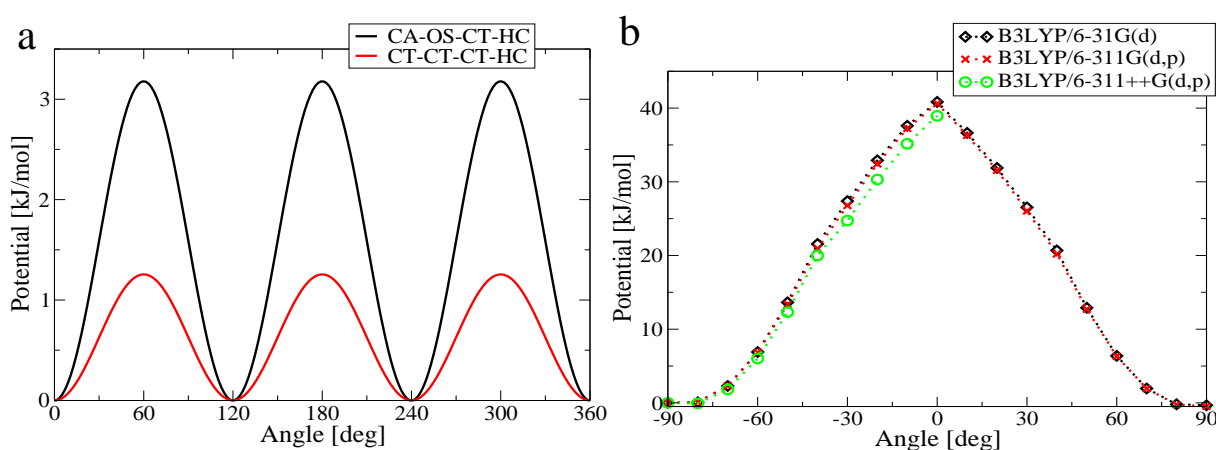 a
CA-OS-CT-HC
CT-CT-CT-HC
Potential [kJ/mol]
3
2
1
0
0 60 120 180 240 300 360
Angle [deg]
b
B3LYP/6-31G(d)
B3LYP/6-311G(d,p)
B3LYP/6-311++G(d,p)
Potential [kJ/mol]
40
30
20
10
0
-90 -60 -30 0 30 60 90
Angle [deg]